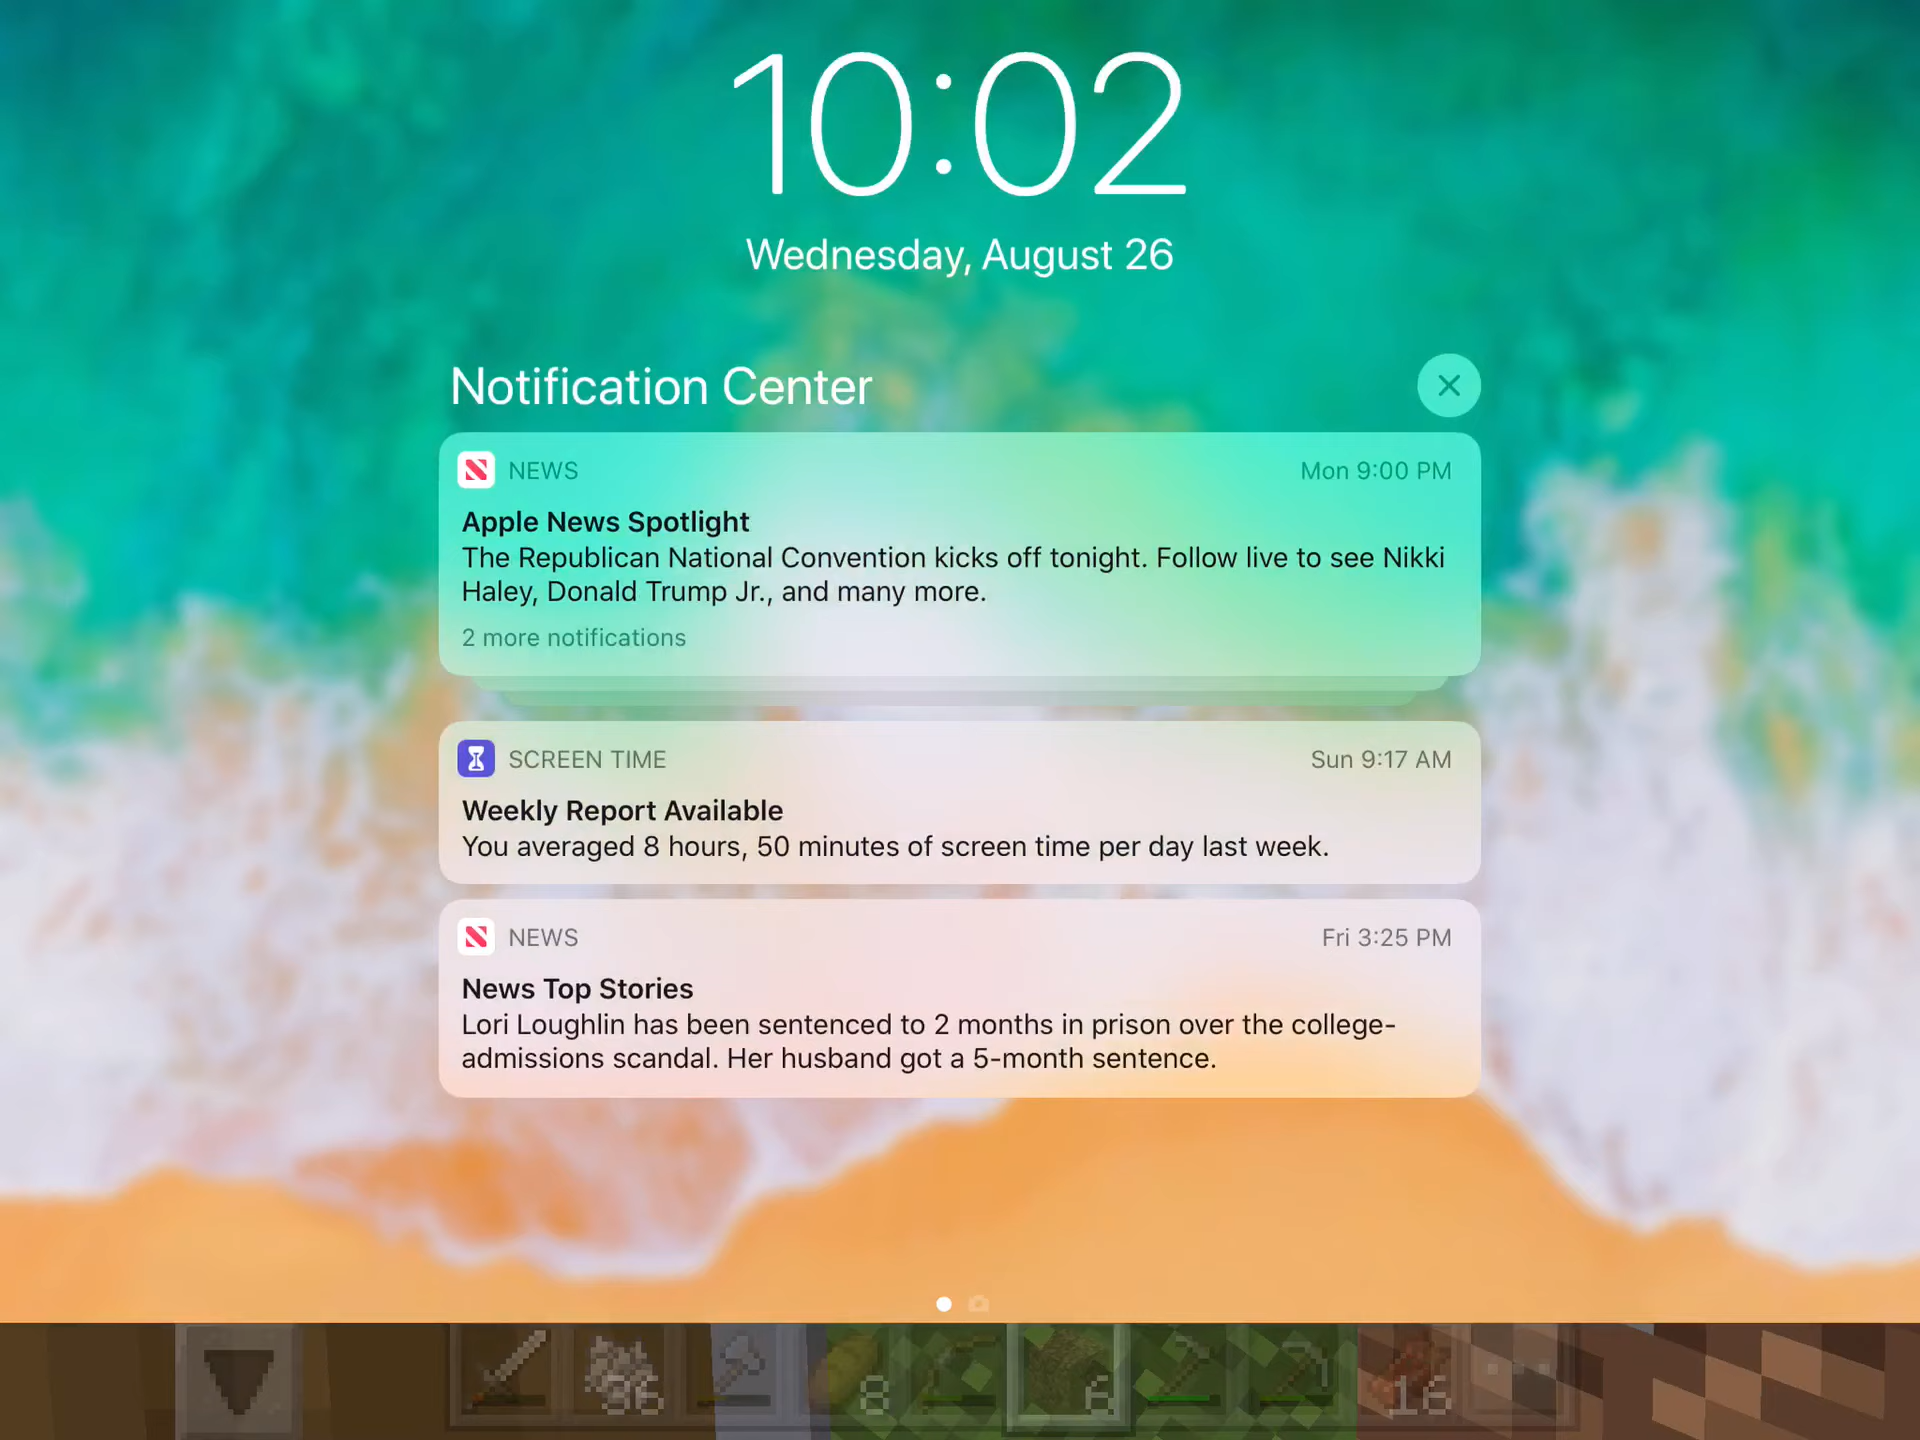 10:02
Wednesday, August 26
Notification Center
NEWS
Mon 9:00 PM
Apple News Spotlight
The Republican National Convention kicks off tonight. Follow live to see Nikki
Haley, Donald Trump Jr., and many more.
2 more notifications
SCREEN TIME
Sun 9:17 AM
Weekly Report Available
You averaged 8 hours, 50 minutes of screen time per day last week.
NEWS
Fri 3:25 PM
News Top Stories
Lori Loughlin has been sentenced to 2 months in prison over the college-
admissions scandal. Her husband got a 5-month sentence.
36
8
6
16